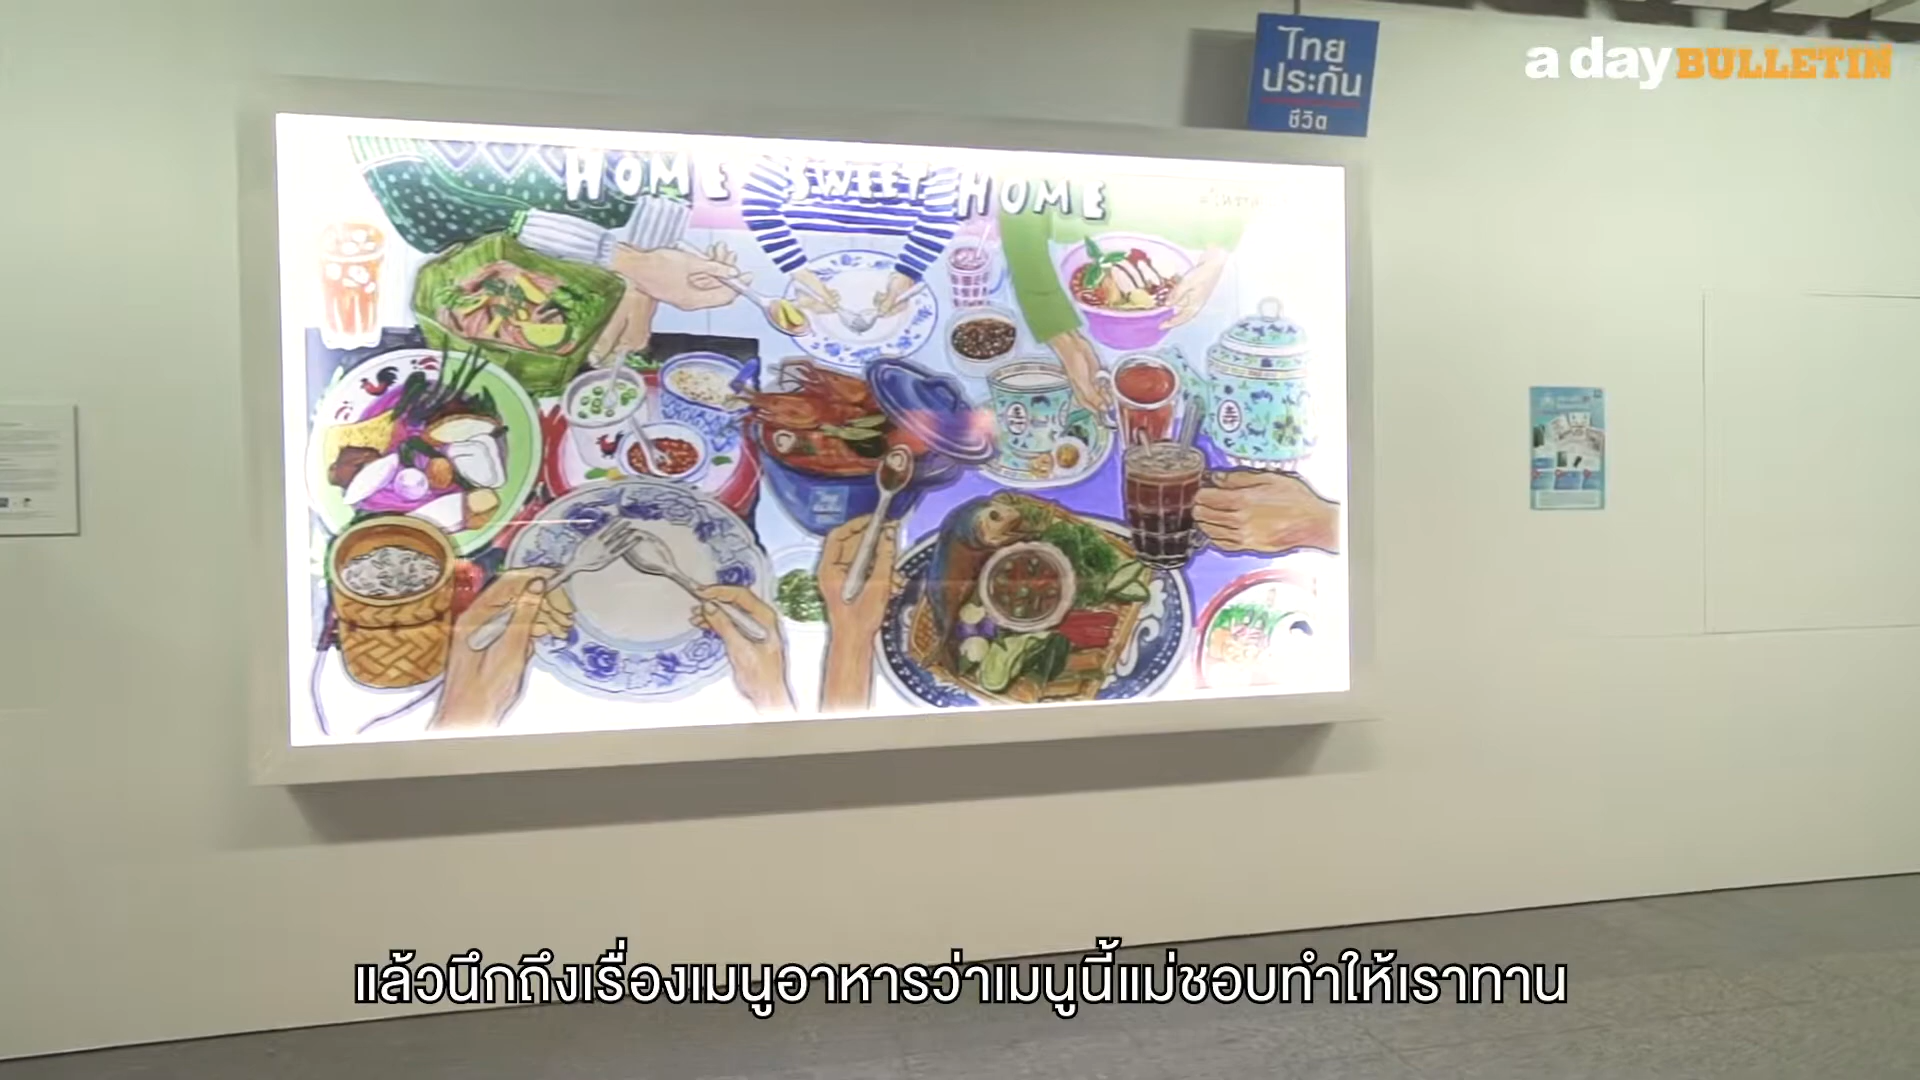 ไทย
ประกัน
ชีวิต
a day BULLETIN
HOME SWEET HOME
แล้วนึกถึงเรื่องเมนูอาหารว่าเมนูนี้แม่ชอบทำให้เราทาน